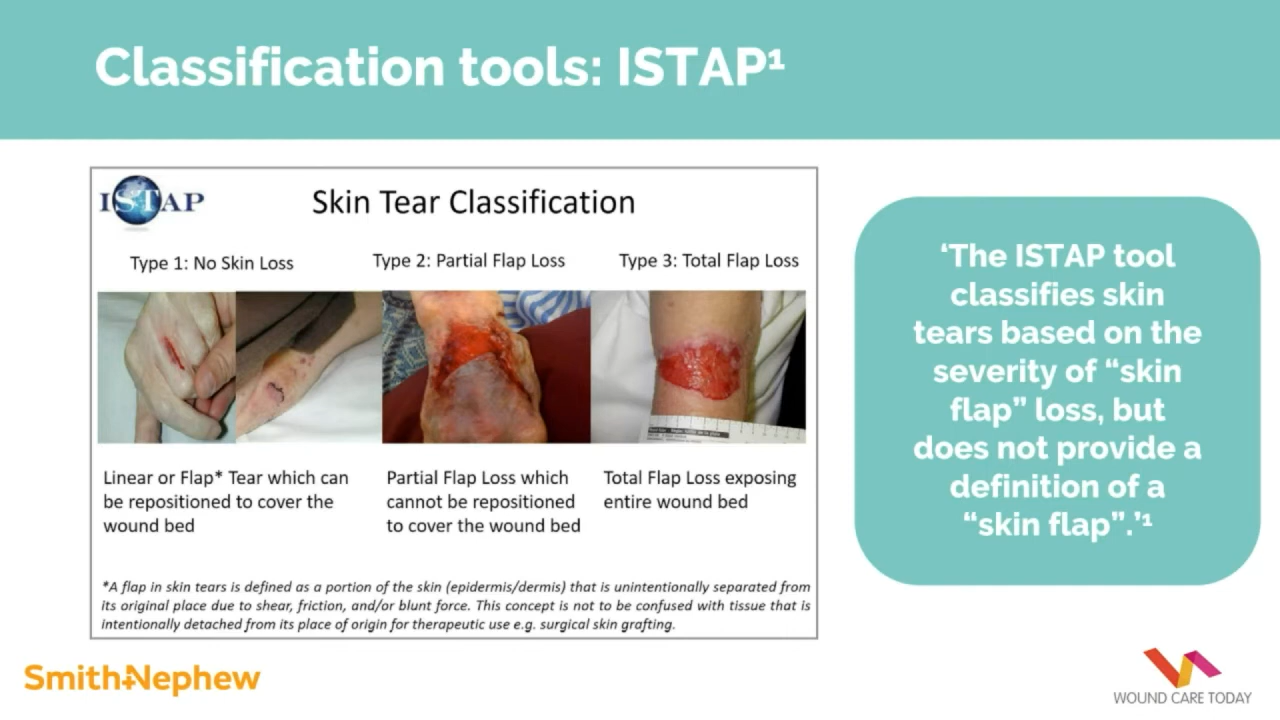 Classification tools: ISTAP¹
ISTAP
Skin Tear Classification
Type 1: No Skin Loss
Type 2: Partial Flap Loss
Type 3: Total Flap Loss
Linear or Flap* Tear which can
be repositioned to cover the
wound bed
Partial Flap Loss which
cannot be repositioned
to cover the wound bed
Total Flap Loss exposing
entire wound bed
*A flap in skin tears is defined as a portion of the skin (epidermis/dermis) that is unintentionally separated from
its original place due to shear, friction, and/or blunt force. This concept is not to be confused with tissue that is
intentionally detached from its place of origin for therapeutic use e.g. surgical skin grafting.
‘The ISTAP tool
classifies skin
tears based on the
severity of “skin
flap” loss, but
does not provide a
definition of a
“skin flap”.’¹
Smith+Nephew
WOUND CARE TODAY